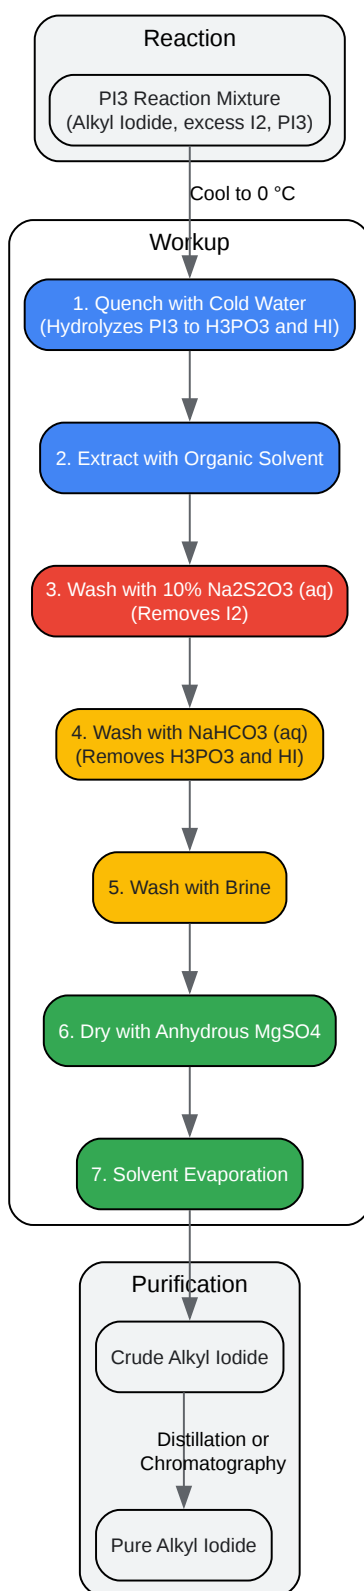 Reaction
PI3 Reaction Mixture
(Alkyl Iodide, excess I2, PI3)
Cool to 0 °C
Workup
1. Quench with Cold Water
(Hydrolyzes PI3 to H3PO3 and HI)
2. Extract with Organic Solvent
3. Wash with 10% Na2S2O3 (aq)
(Removes I2)
4. Wash with NaHCO3 (aq)
(Removes H3PO3 and HI)
5. Wash with Brine
6. Dry with Anhydrous MgSO4
7. Solvent Evaporation
Purification
Crude Alkyl Iodide
Distillation or
Chromatography
Pure Alkyl Iodide